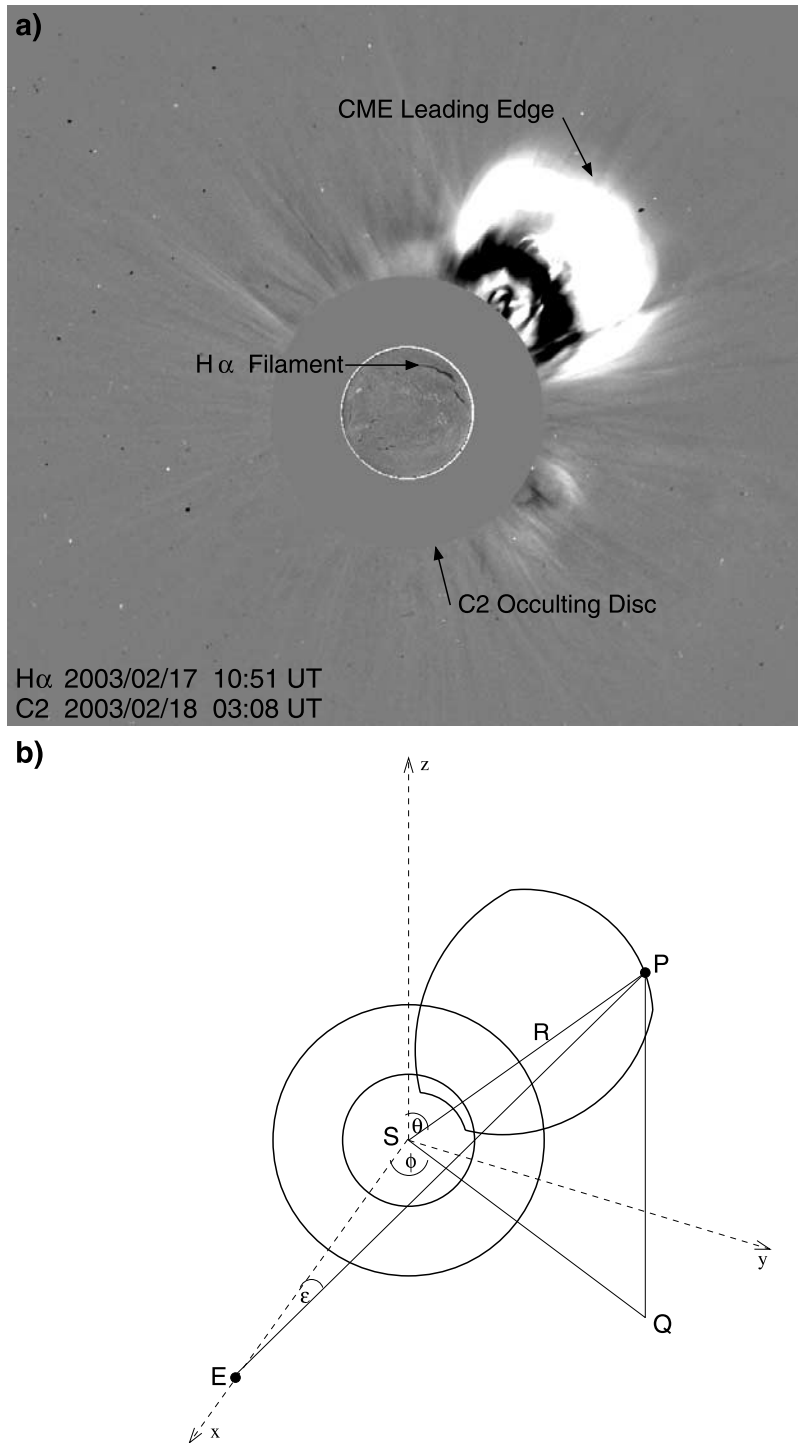 a)
CME Leading Edge
Hα Filament
C2 Occulting Disc
Hα 2003/02/17 10:51 UT
C2 2003/02/18 03:08 UT
b)
z
P
R
θ
S
ϕ
y
ε
Q
E
x